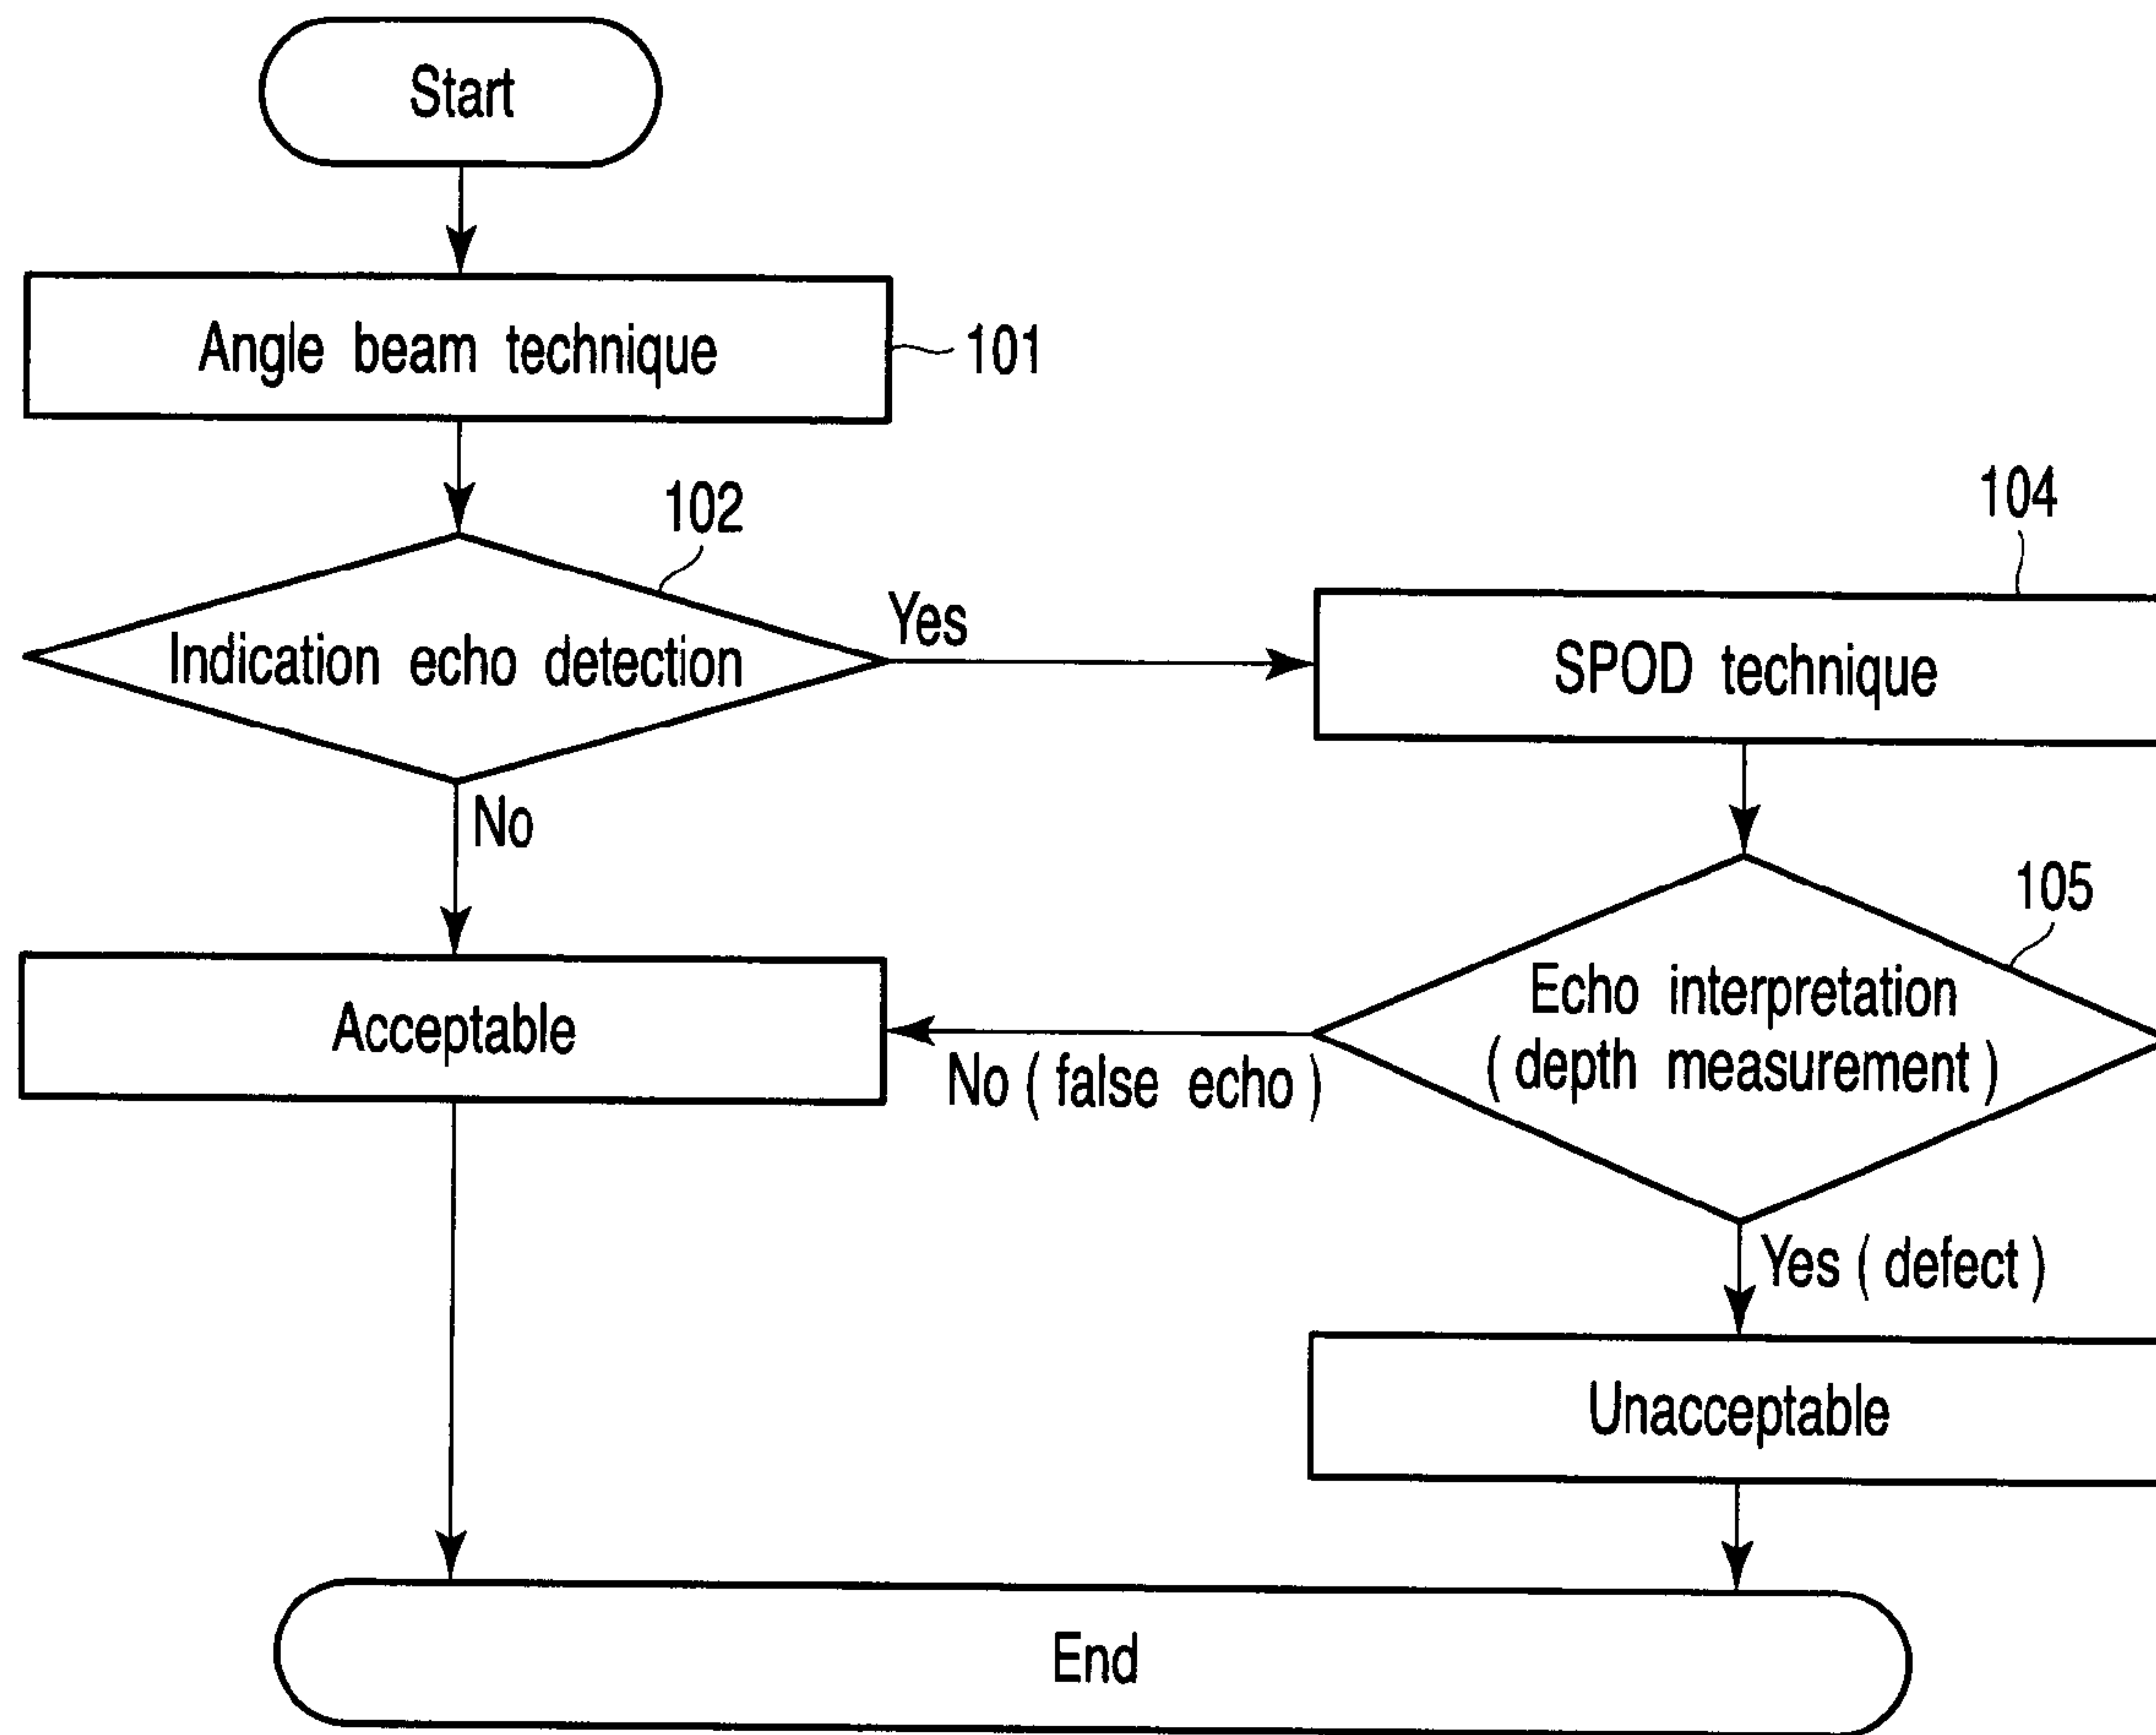 Start
Angle beam technique
101
102
Indication echo detection
Yes
104
SPOD technique
No
105
Echo interpretation
( depth measurement )
Acceptable
No ( false echo )
Yes ( defect )
Unacceptable
End